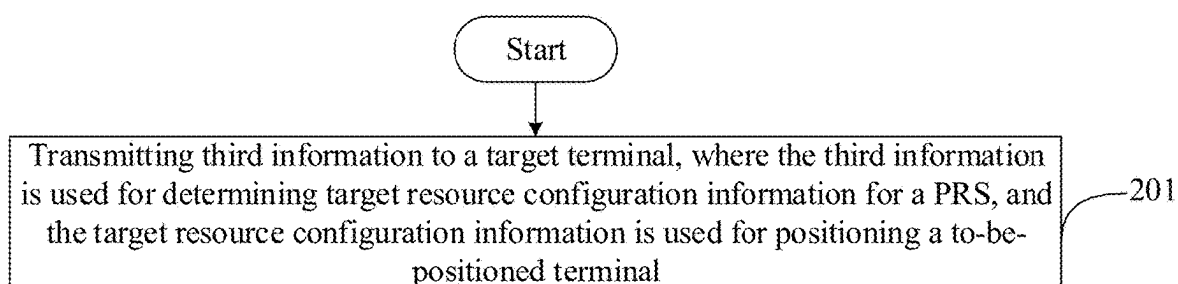 Start
Transmitting third information to a target terminal, where the third information
is used for determining target resource configuration information for a PRS, and
the target resource configuration information is used for positioning a to-be-
positioned terminal
201